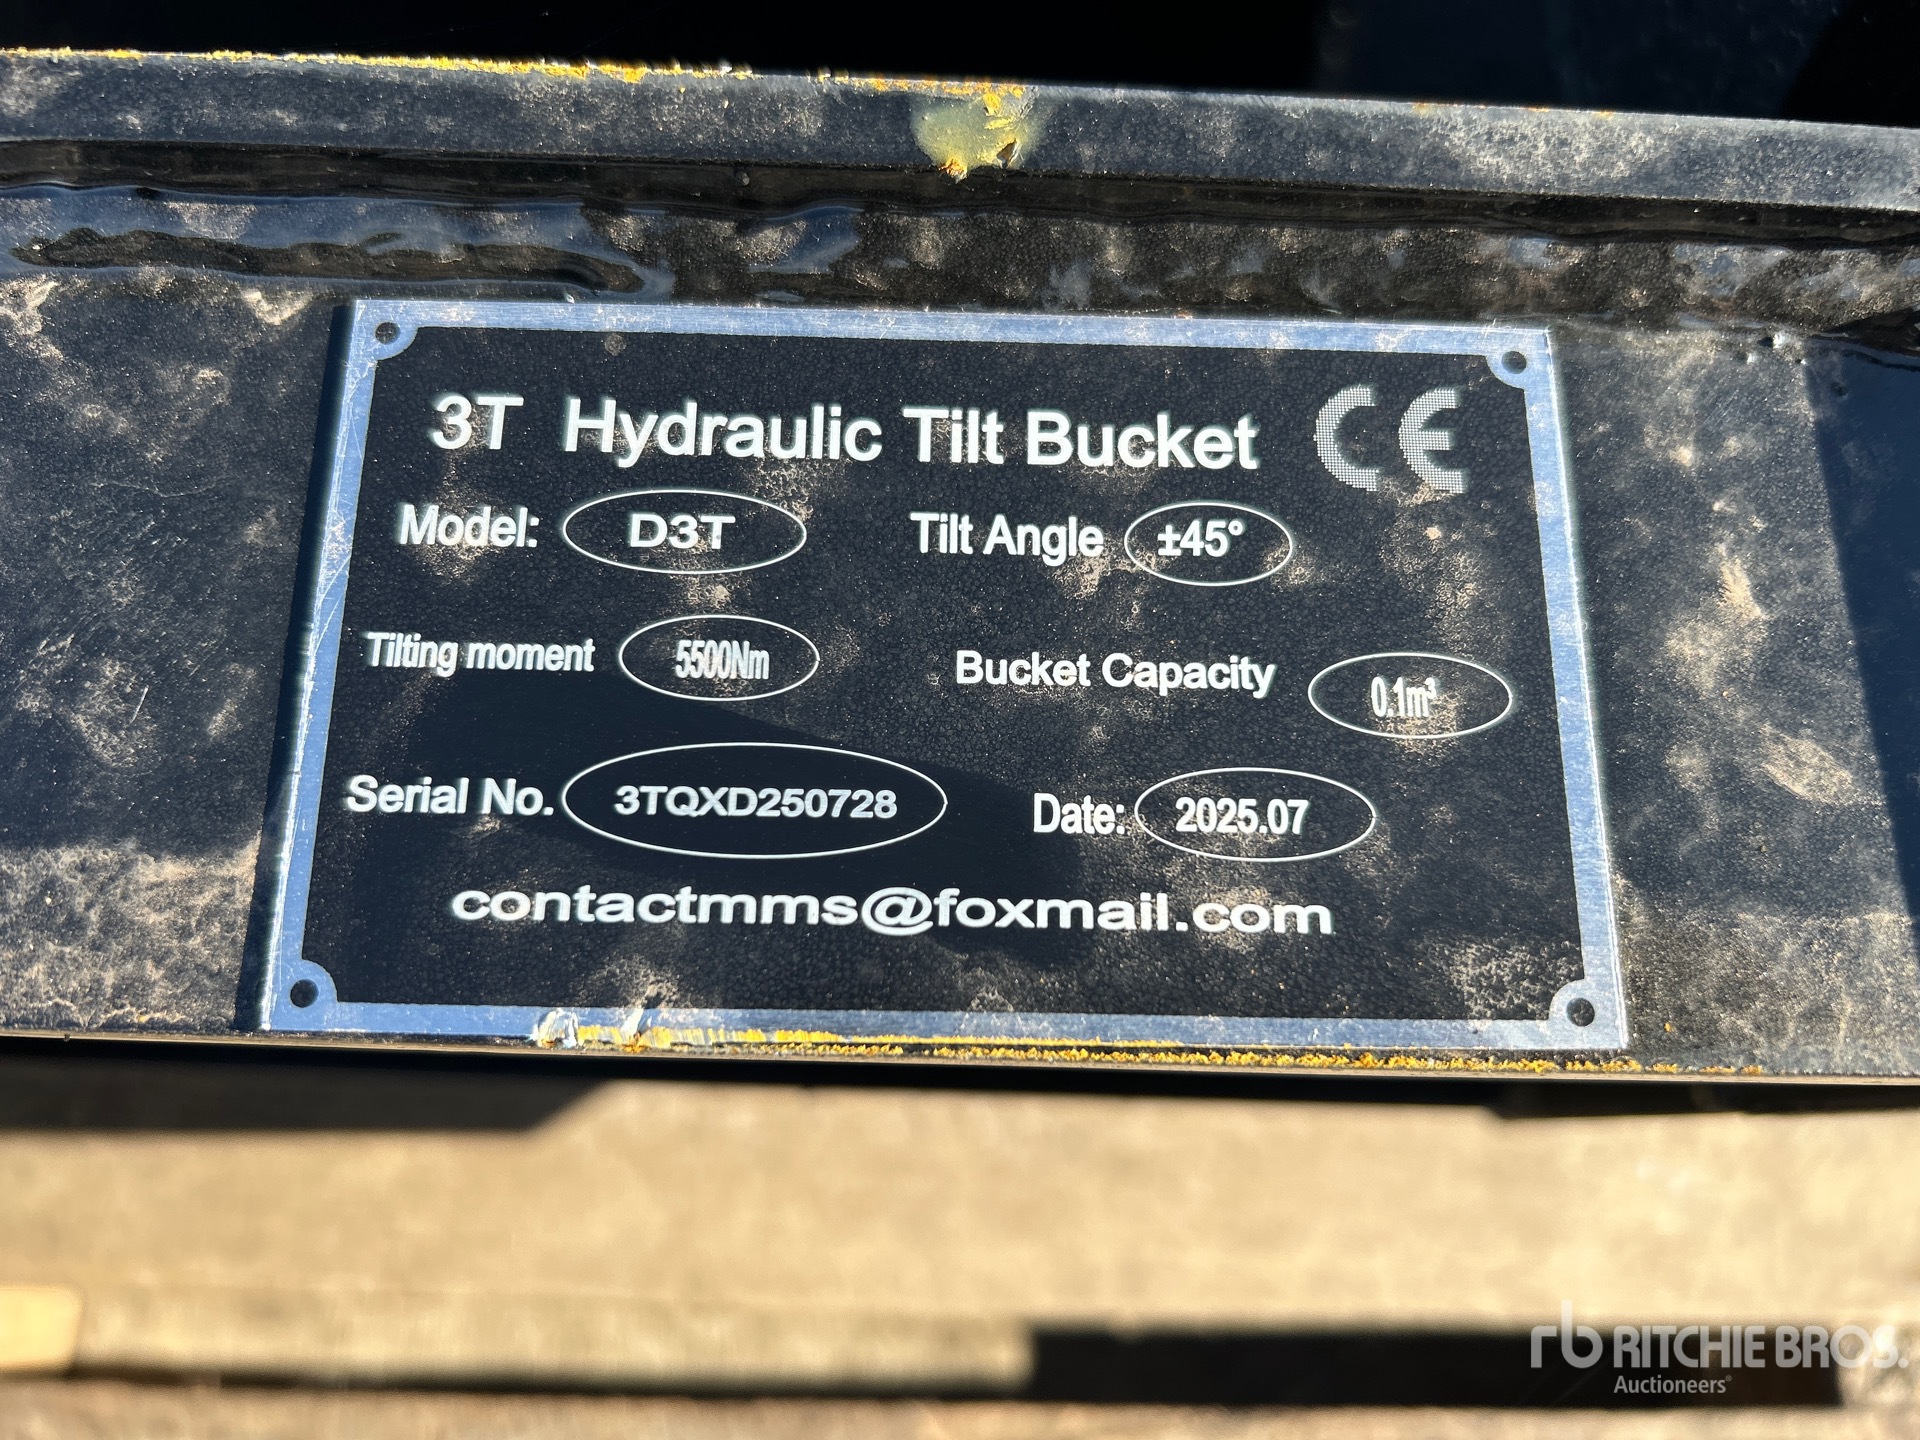 3T Hydraulic Tilt Bucket CE
Model: D3T Tilt Angle ±45°
Tilting moment 5500Nm Bucket Capacity 0.1m³
Serial No. 3TQXD250728 Date: 2025.07
contactmms@foxmail.com
rb RITCHIE BROS.
Auctioneers®